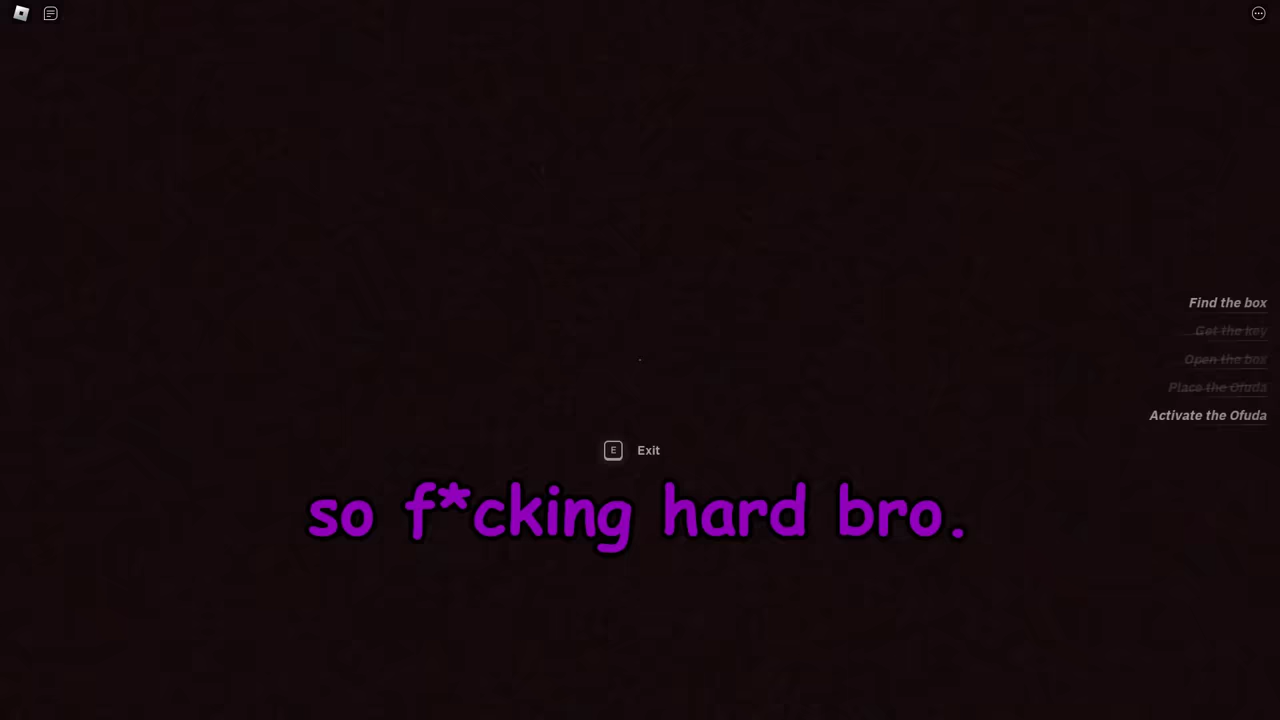 Find the box
Get the key
Open the box
Place the Ofuda
Activate the Ofuda
E Exit
so f*cking hard bro.